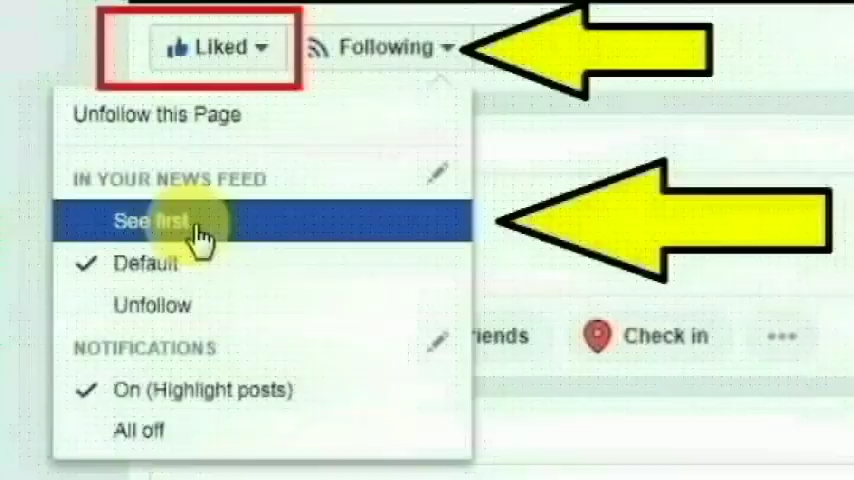 Liked Following
Unfollow this Page
IN YOUR NEWS FEED
See first
Default
Unfollow
riends Check in
NOTIFICATIONS
On (Highlight posts)
All off